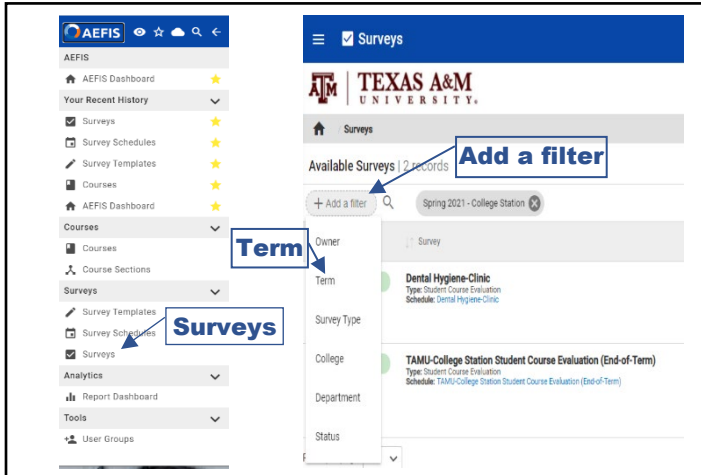 AEFIS
AEFIS
AEFIS Dashboard
Your Recent History
Surveys
Survey Schedules
Survey Templates
Courses
AEFIS Dashboard
Courses
Courses
Course Sections
Surveys
Survey Templates
Survey Schedules
Surveys
Surveys
Analytics
Report Dashboard
Tools
User Groups
Surveys
ATM TEXAS A&M
UNIVERSITY.
/ Surveys
Available Surveys | 2 records
Add a filter
+ Add a filter
Spring 2021 - College Station
Term
Owner
Survey
Term
Survey Type
College
Department
Status
Dental Hygiene-Clinic
Type: Student Course Evaluation
Schedule: Dental Hygiene-Clinic
TAMU-College Station Student Course Evaluation (End-of-Term)
Type: Student Course Evaluation
Schedule: TAMU-College Station Student Course Evaluation (End-of-Term)